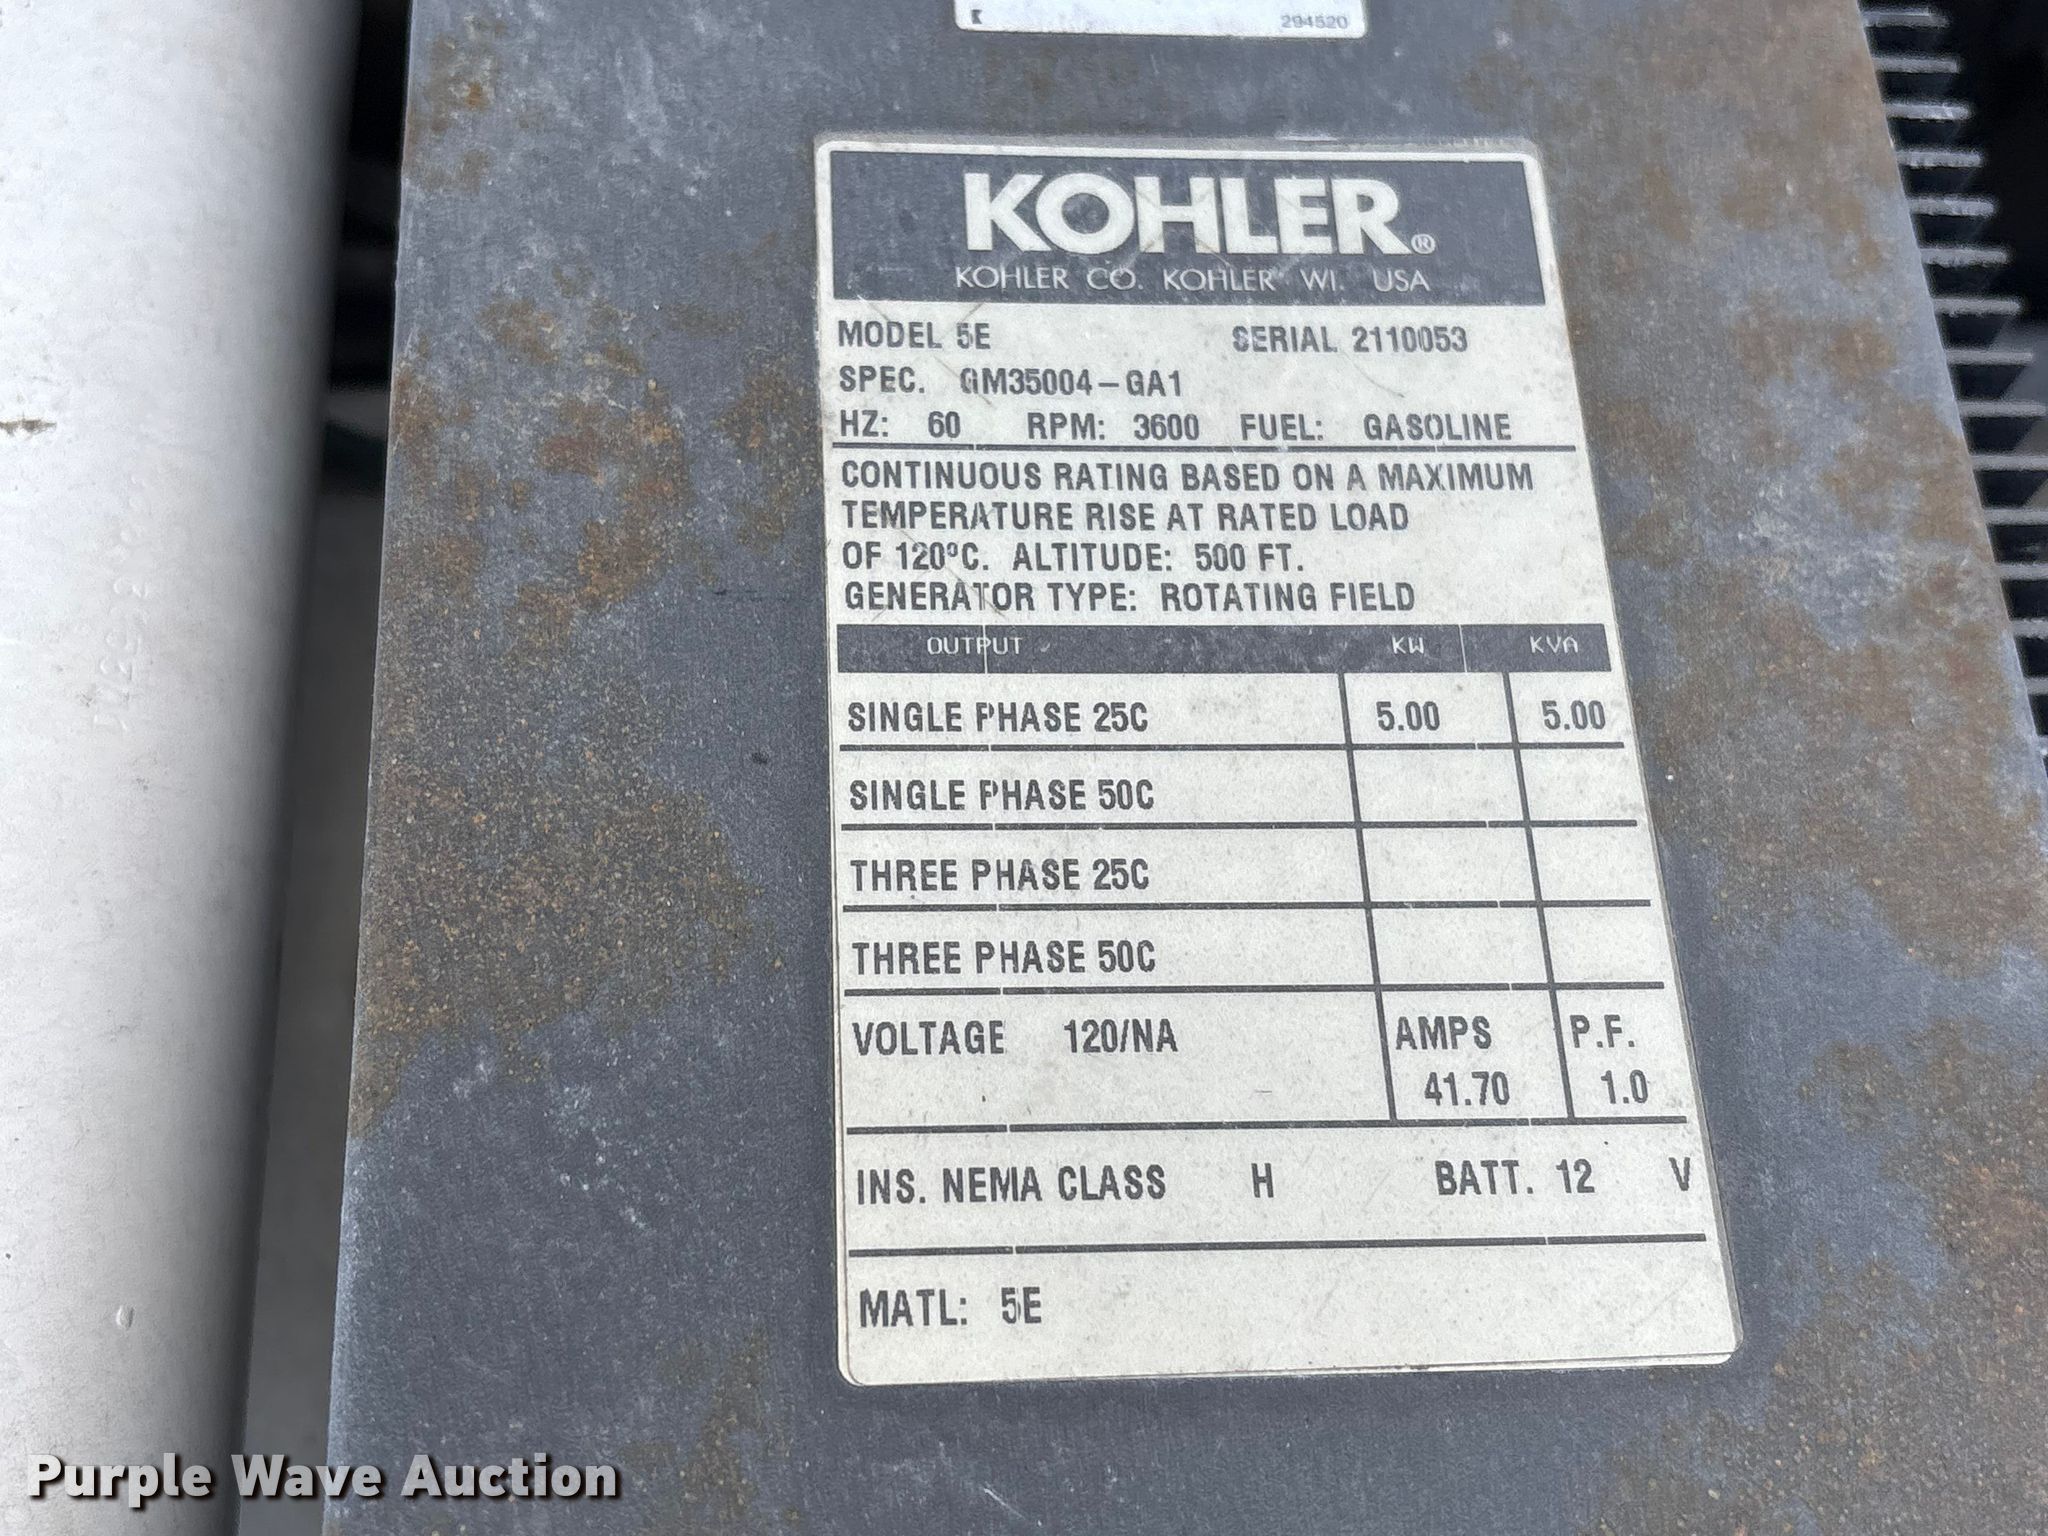 294520
KOHLER®
KOHLER CO. KOHLER WI. USA
MODEL 5E SERIAL 2110053
SPEC. GM35004-GA1
HZ: 60 RPM: 3600 FUEL: GASOLINE
CONTINUOUS RATING BASED ON A MAXIMUM
TEMPERATURE RISE AT RATED LOAD
OF 120ºC. ALTITUDE: 500 FT.
GENERATOR TYPE: ROTATING FIELD
OUTPUT KW KVA
SINGLE PHASE 25C 5.00 5.00
SINGLE PHASE 50C
THREE PHASE 25C
THREE PHASE 50C
VOLTAGE 120/NA AMPS P.F.
41.70 1.0
INS. NEMA CLASS H BATT. 12 V
MATL: 5E
Purple Wave Auction